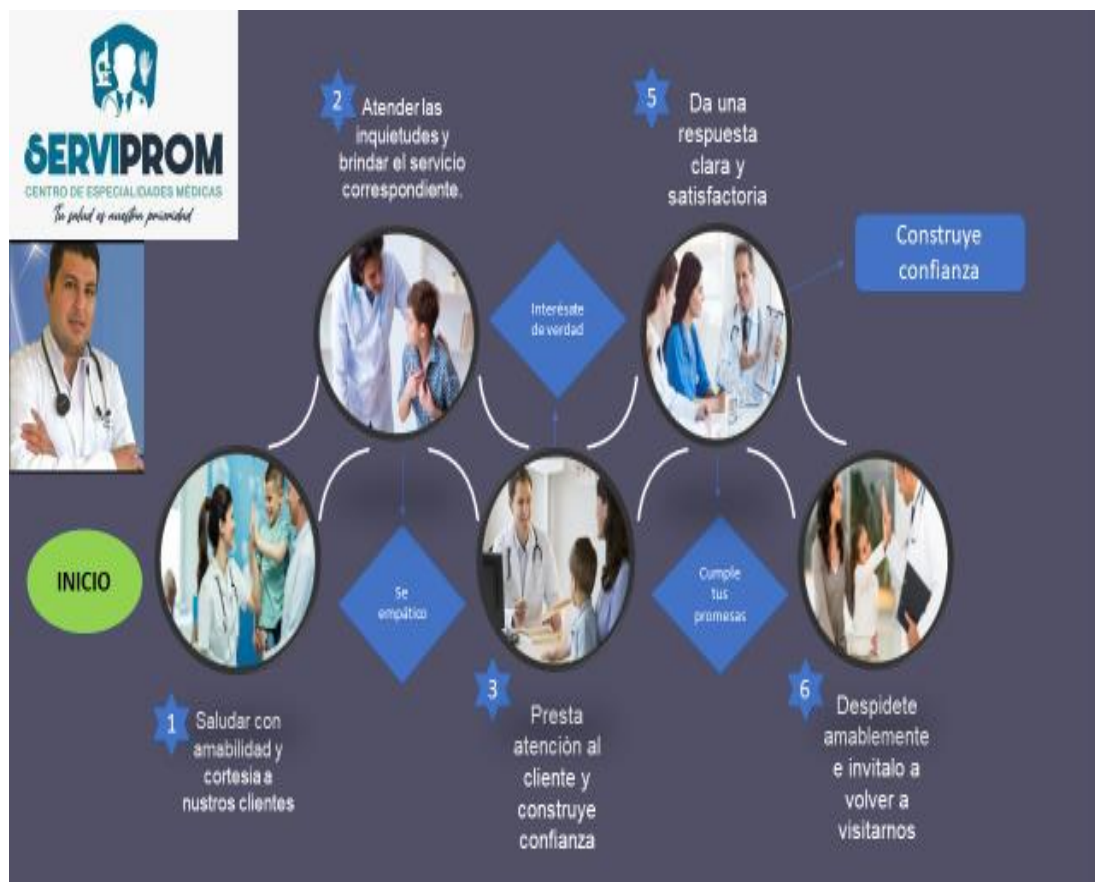 SERVIPROM
CENTRO DE ESPECIALIDADES MÉDICAS
Tu salud es nuestra prioridad
INICIO
1
Saludar con
amabilidad y
cortesia a
nustros clientes
2
Atender las
inquietudes y
brindar el servicio
correspondiente.
Se
empático
3
Presta
atención al
cliente y
construye
confianza
Interésate
de verdad
5
Da una
respuesta
clara y
satisfactoria
Construye
confianza
Cumple
tus
promesas
6
Despidete
amablemente
e invitalo a
volver a
visitarnos